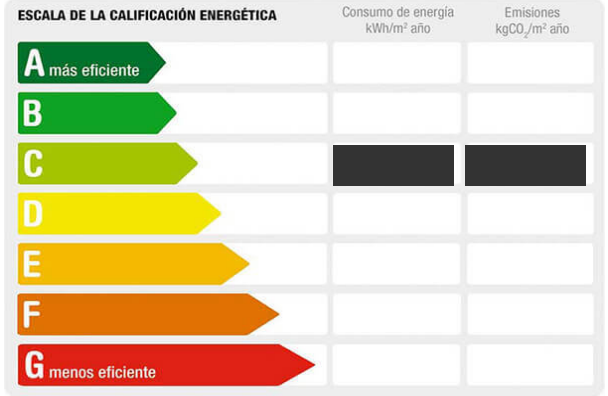 ESCALA DE LA CALIFICACIÓN ENERGÉTICA
Consumo de energía
kWh/m² año
Emisiones
kgCO₂/m² año
A más eficiente
B
C
D
E
F
G menos eficiente